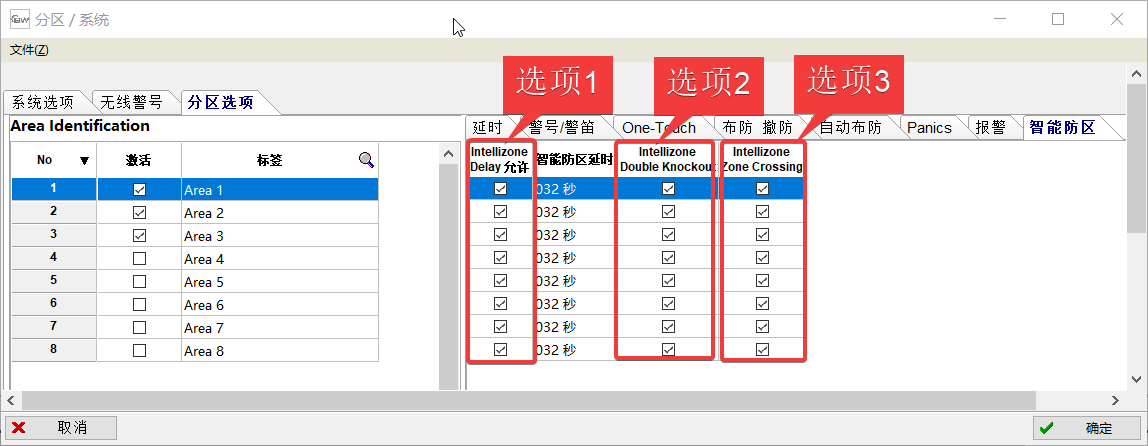 分区 / 系统
文件(Z)
选项1
选项2
选项3
系统选项 无线警号 分区选项
延时 警号/警笛 One-Touch 布防 撤防 自动布防 Panics 报警 智能防区
Area Identification
No ▼ 激活 标签
Intellizone Delay 允许 智能防区延时 Intellizone Double Knockout Intellizone Zone Crossing
1 Area 1 032 秒
2 Area 2 032 秒
3 Area 3 032 秒
4 Area 4 032 秒
5 Area 5 032 秒
6 Area 6 032 秒
7 Area 7 032 秒
8 Area 8 032 秒
取消
确定